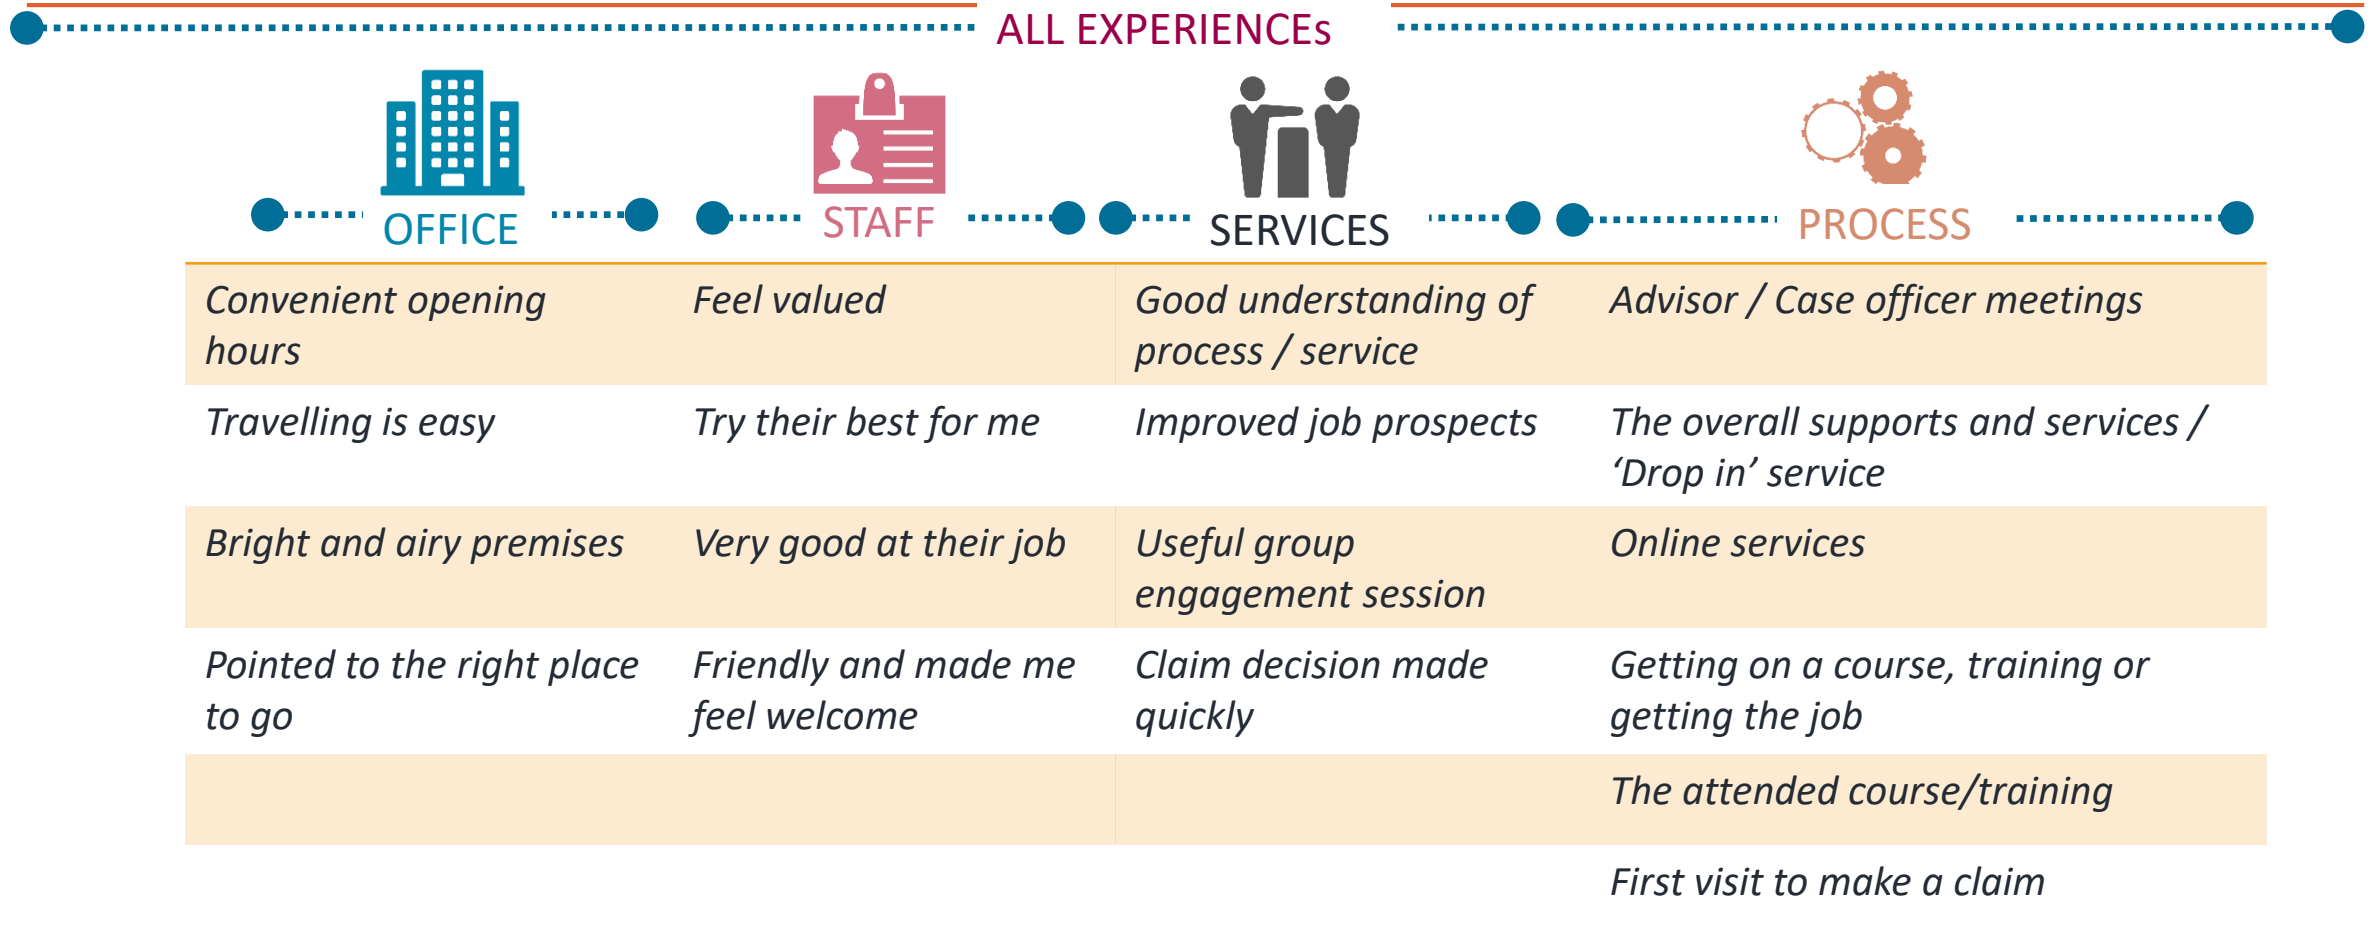 ALL EXPERIENCEs
OFFICE
STAFF
SERVICES
PROCESS
Convenient opening
hours
Feel valued
Good understanding of
process / service
Advisor / Case officer meetings
Travelling is easy
Try their best for me
Improved job prospects
The overall supports and services /
‘Drop in’ service
Bright and airy premises
Very good at their job
Useful group
engagement session
Online services
Pointed to the right place
to go
Friendly and made me
feel welcome
Claim decision made
quickly
Getting on a course, training or
getting the job
The attended course/training
First visit to make a claim